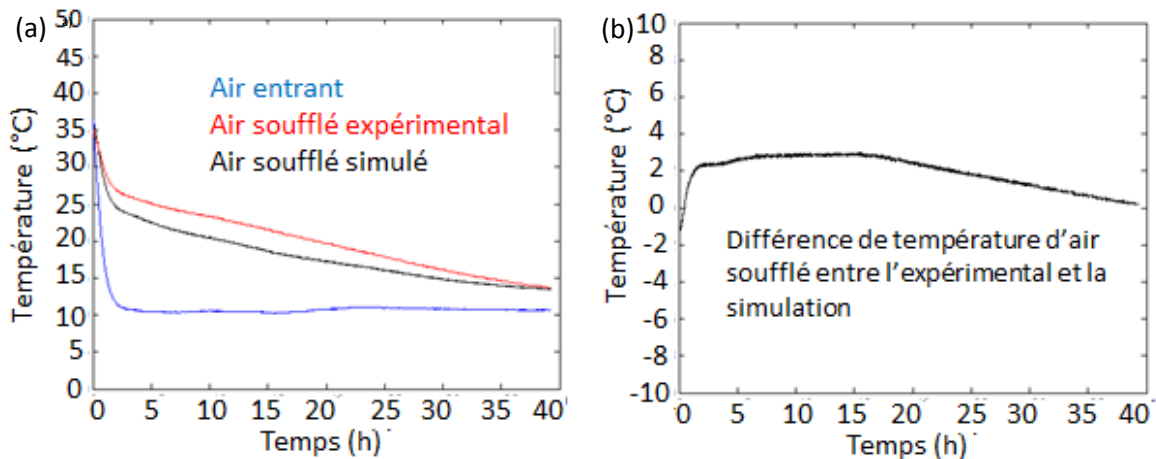 (a)
50
45
40
35
30
25
20
15
10
5
0
Température (°C)
Air entrant
Air soufflé expérimental
Air soufflé simulé
0 5 10 15 20 25 30 35 40
Temps (h)
(b)
10
8
6
4
2
0
-2
-4
-6
-8
-10
Température (°C)
Différence de température d'air
soufflé entre l'expérimental et la
simulation
0 5 10 15 20 25 30 35 40
Temps (h)